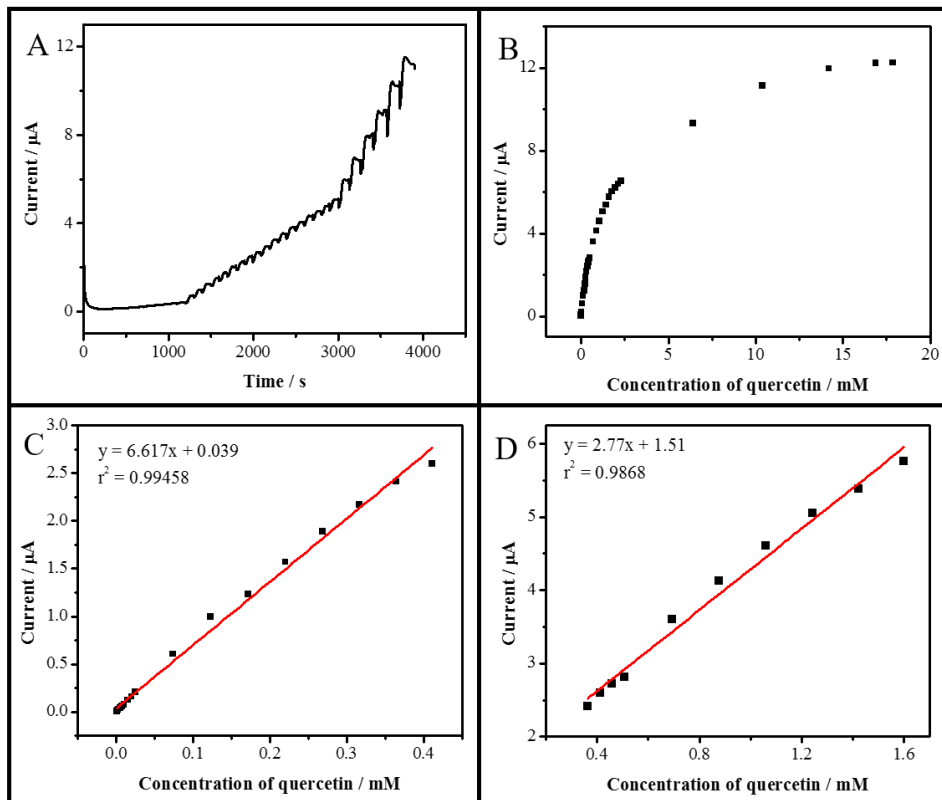 A
Current / μA
12
8
4
0
0
1000
2000
3000
4000
Time / s
B
Current / μA
12
8
4
0
0
5
10
15
20
Concentration of quercetin / mM
C
y = 6.617x + 0.039
r² = 0.99458
Current / μA
3.0
2.5
2.0
1.5
1.0
0.5
0.0
0.0
0.1
0.2
0.3
0.4
Concentration of quercetin / mM
D
y = 2.77x + 1.51
r² = 0.9868
Current / μA
6
5
4
3
2
0.4
0.8
1.2
1.6
Concentration of quercetin / mM